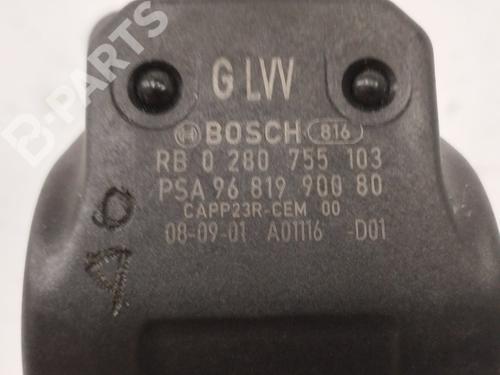 B-PARTS
G LVV
BOSCH 816
RB 0 280 755 103
PSA 96 819 900 80
CAPP23R-CEM 00
08-09-01 A01116 -D01